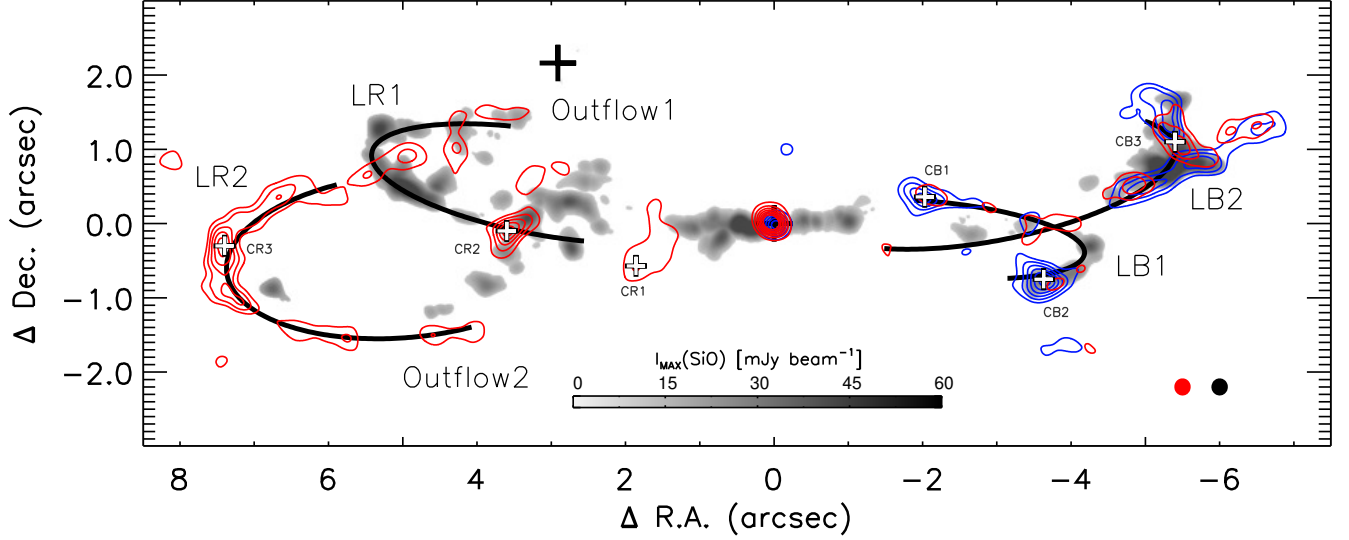 LR1
Outflow1
2.0
CB3
1.0
LR2
CB1
LB2
Δ Dec. (arcsec)
0.0
CR3
CR2
CR1
LB1
-1.0
CB2
I_MAX(SiO) [mJy beam⁻¹]
Outflow2
-2.0
0 15 30 45 60
8 6 4 2 0 -2 -4 -6
Δ R.A. (arcsec)